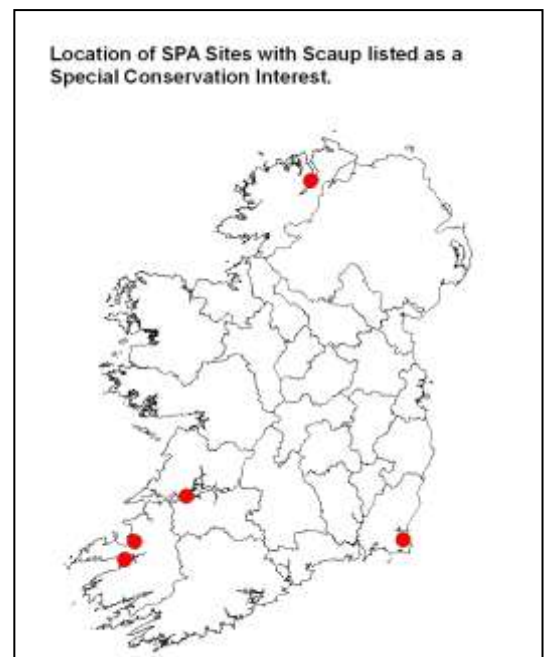 Location of SPA Sites with Scaup listed as a
Special Conservation Interest.